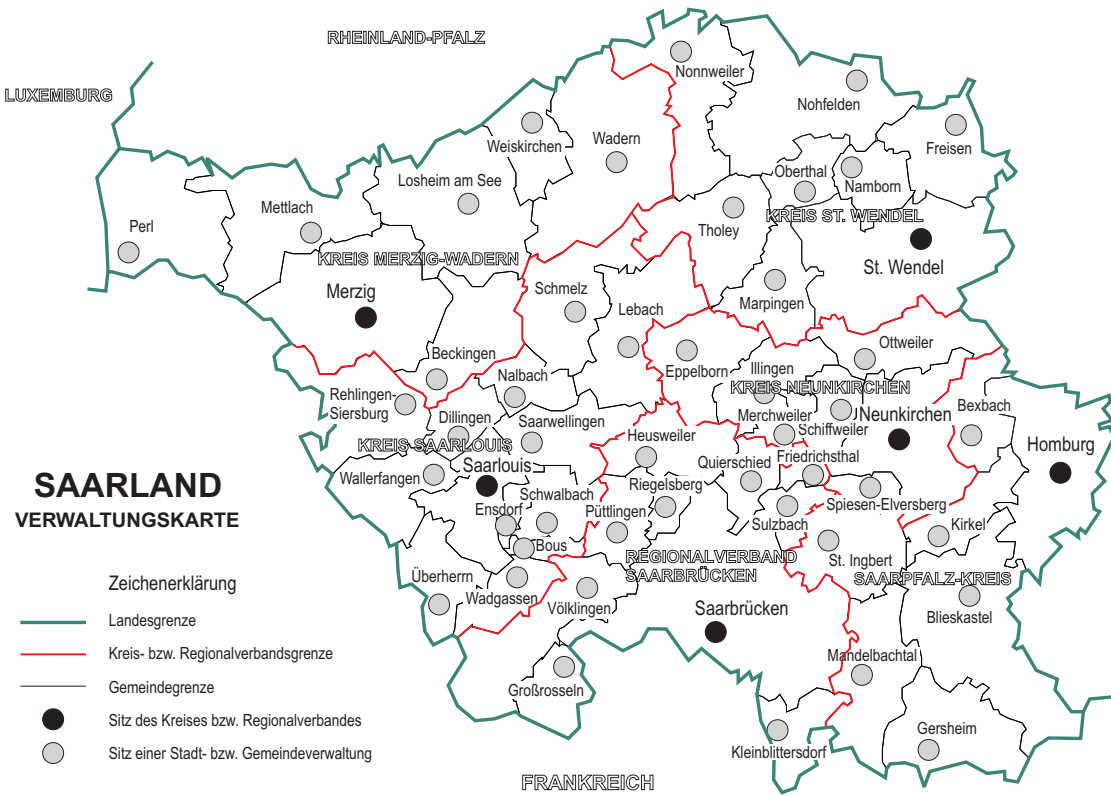 RHEINLAND-PFALZ
LUXEMBURG
Nonnweiler
Nohfelden
Weiskirchen
Wadern
Freisen
Losheim am See
Oberthal
Namborn
Mettlach
Perl
KREIS ST. WENDEL
Tholey
KREIS MERZIG-WADERN
St. Wendel
Merzig
Schmelz
Marpingen
Lebach
Beckingen
Ottweiler
Eppelborn
Illingen
Nalbach
KREIS NEUNKIRCHEN
Rehlingen-
Siersburg
Dillingen
Saarwellingen
Merchweiler
Neunkirchen
Bexbach
Schiffweiler
KREIS SAARLOUIS
Heusweiler
Homburg
Friedrichsthal
Quierschied
Saarlouis
Wallerfangen
SAARLAND
VERWALTUNGSKARTE
Riegelsberg
Schwalbach
Ensdorf
Püttlingen
Spiesen-Elversberg
Sulzbach
Kirkel
Bous
REGIONALVERBAND
SAARBRÜCKEN
St. Ingbert
SAARPFALZ-KREIS
Überherrn
Wadgassen
Völklingen
Saarbrücken
Blieskastel
Mandelbachtal
Großrosseln
Gersheim
Kleinblittersdorf
FRANKREICH
Zeichenerklärung
Landesgrenze
Kreis- bzw. Regionalverbandsgrenze
Gemeindegrenze
Sitz des Kreises bzw. Regionalverbandes
Sitz einer Stadt- bzw. Gemeindeverwaltung